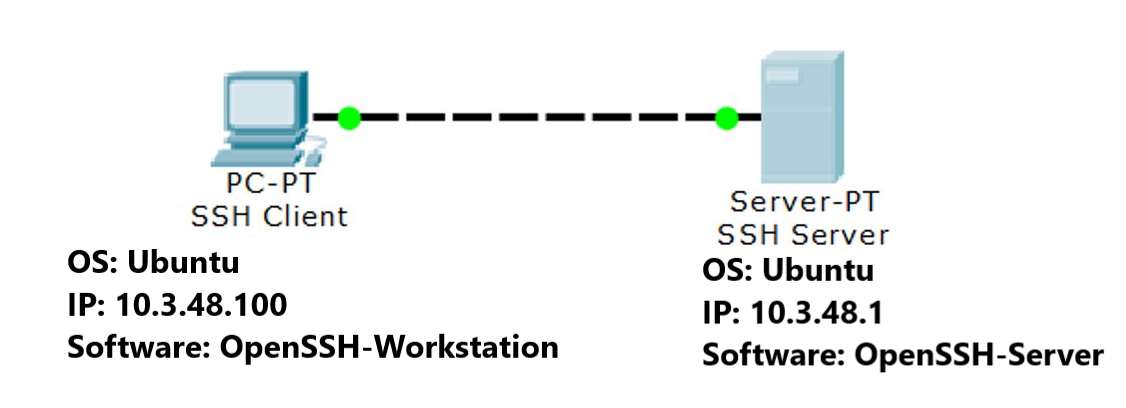 PC-PT
SSH Client
OS: Ubuntu
IP: 10.3.48.100
Software: OpenSSH-Workstation
Server-PT
SSH Server
OS: Ubuntu
IP: 10.3.48.1
Software: OpenSSH-Server